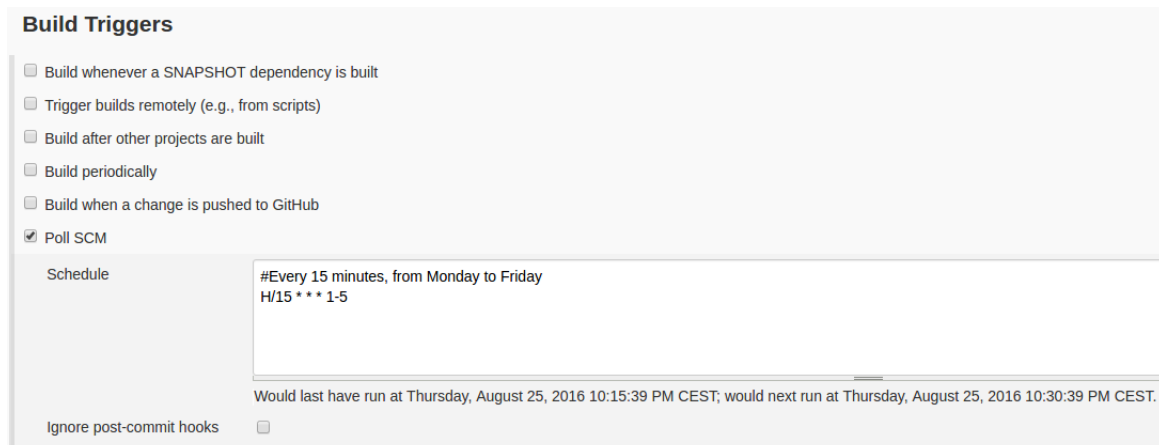 Build Triggers
Build whenever a SNAPSHOT dependency is built
Trigger builds remotely (e.g., from scripts)
Build after other projects are built
Build periodically
Build when a change is pushed to GitHub
Poll SCM
Schedule
#Every 15 minutes, from Monday to Friday
H/15 * * * 1-5
Would last have run at Thursday, August 25, 2016 10:15:39 PM CEST; would next run at Thursday, August 25, 2016 10:30:39 PM CEST.
Ignore post-commit hooks